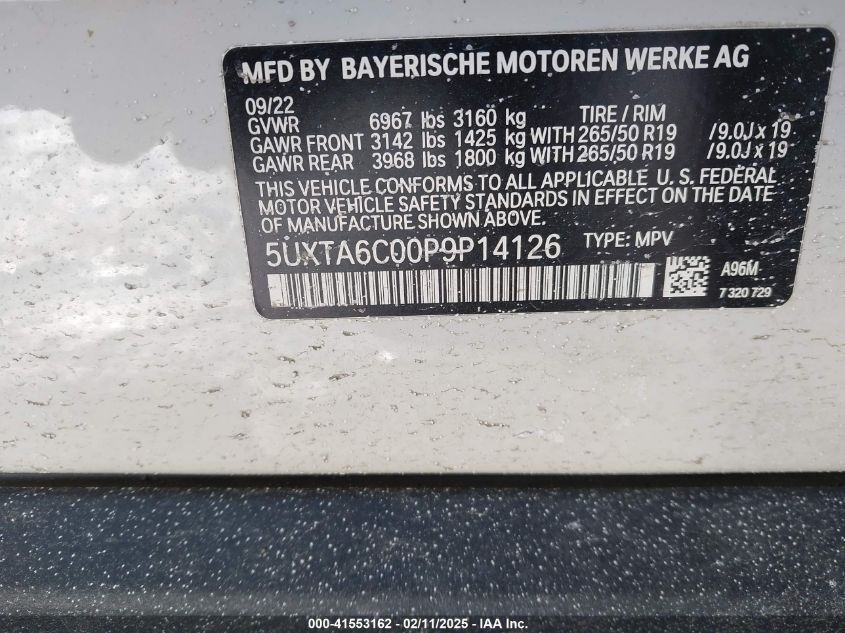 MFD BY BAYERISCHE MOTOREN WERKE AG
09/22
GVWR 6967 lbs 3160 kg TIRE / RIM
GAWR FRONT 3142 lbs 1425 kg WITH 265/50 R19 /9.0J x 19
GAWR REAR 3968 lbs 1800 kg WITH 265/50 R19 /9.0J x 19
THIS VEHICLE CONFORMS TO ALL APPLICABLE U. S. FEDERAL
MOTOR VEHICLE SAFETY STANDARDS IN EFFECT ON THE DATE
OF MANUFACTURE SHOWN ABOVE.
5UXTA6C00P9P14126 TYPE: MPV
A96M
7 320 729
000-41553162 - 02/11/2025 - IAA Inc.